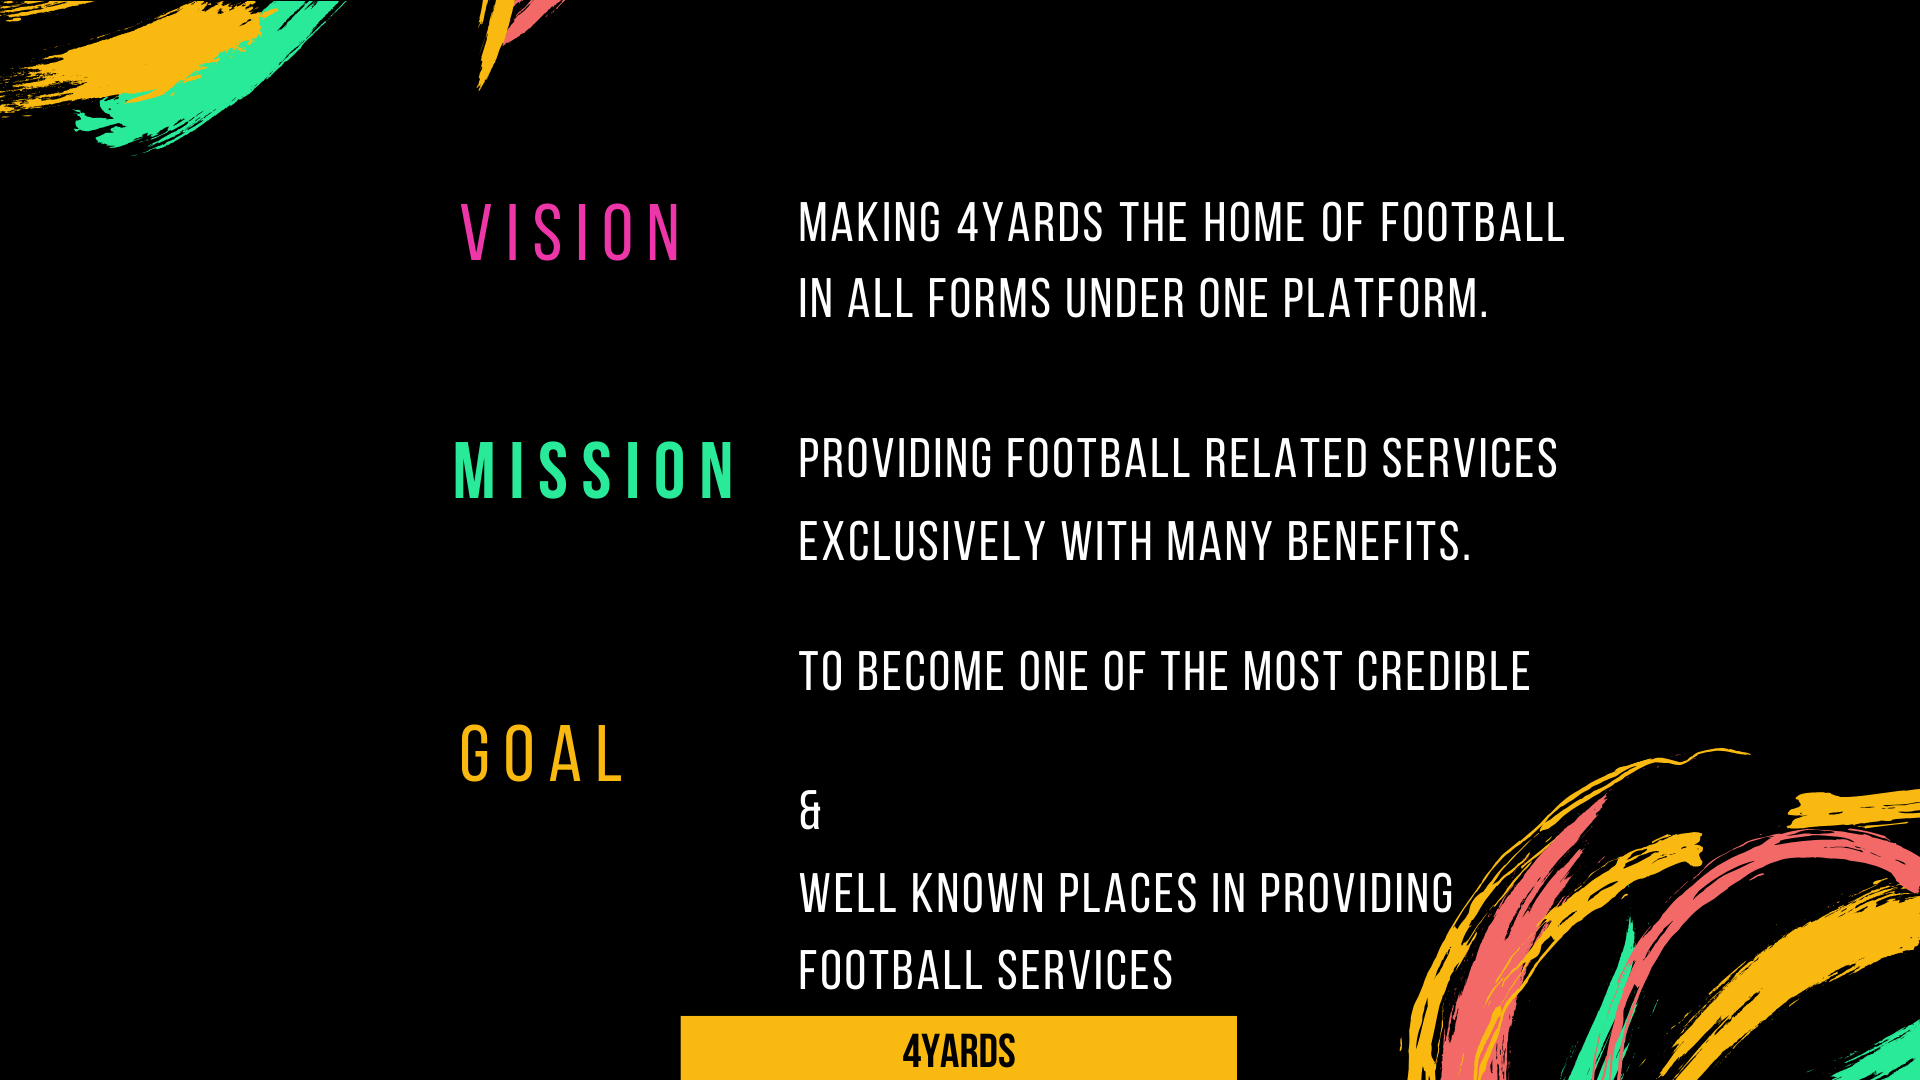 VISION
MAKING 4YARDS THE HOME OF FOOTBALL
IN ALL FORMS UNDER ONE PLATFORM.
MISSION
PROVIDING FOOTBALL RELATED SERVICES
EXCLUSIVELY WITH MANY BENEFITS.
GOAL
TO BECOME ONE OF THE MOST CREDIBLE
&
WELL KNOWN PLACES IN PROVIDING
FOOTBALL SERVICES
4YARDS